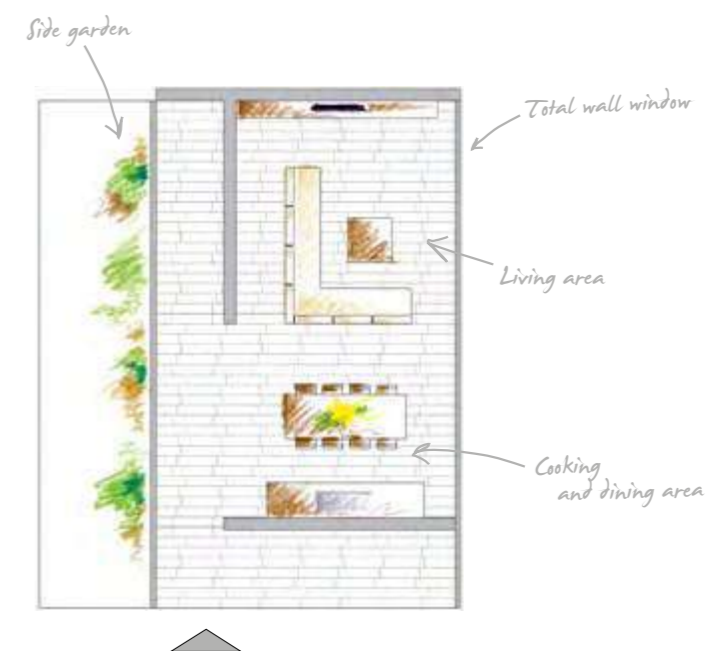 Side garden
Total wall window
Living area
Cooking
and dining area